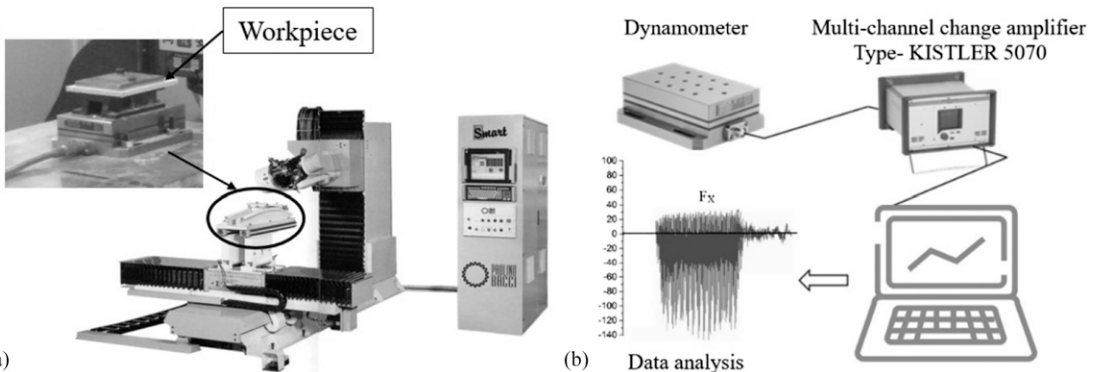 Workpiece
Smart
PAOLINO
BACCI
a)
Dynamometer
Multi-channel change amplifier
Type- KISTLER 5070
100
80
60
40
20
0
-20
-40
-60
-80
-100
-120
-140
Fx
(b)
Data analysis